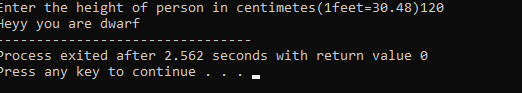 Enter the height of person in centimetes(1feet=30.48)120
Heyy you are dwarf
--------------------------------
Process exited after 2.562 seconds with return value 0
Press any key to continue . . .